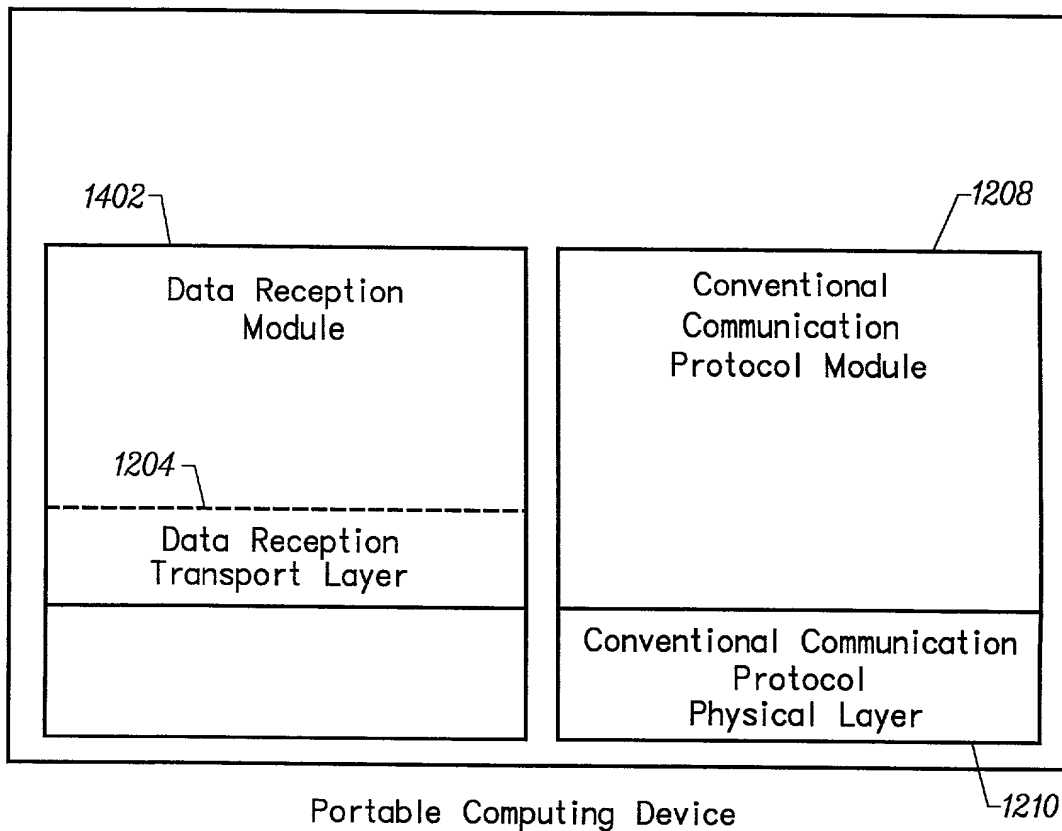 1402
1208
Data Reception
Module
Conventional
Communication
Protocol Module
1204
Data Reception
Transport Layer
Conventional Communication
Protocol
Physical Layer
Portable Computing Device
1210